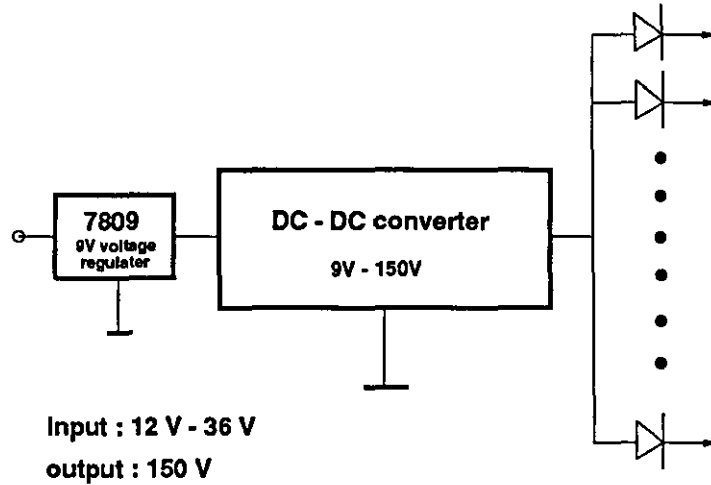 7809
9V voltage
regulater
DC - DC converter
9V - 150V
Input : 12 V - 36 V
output : 150 V